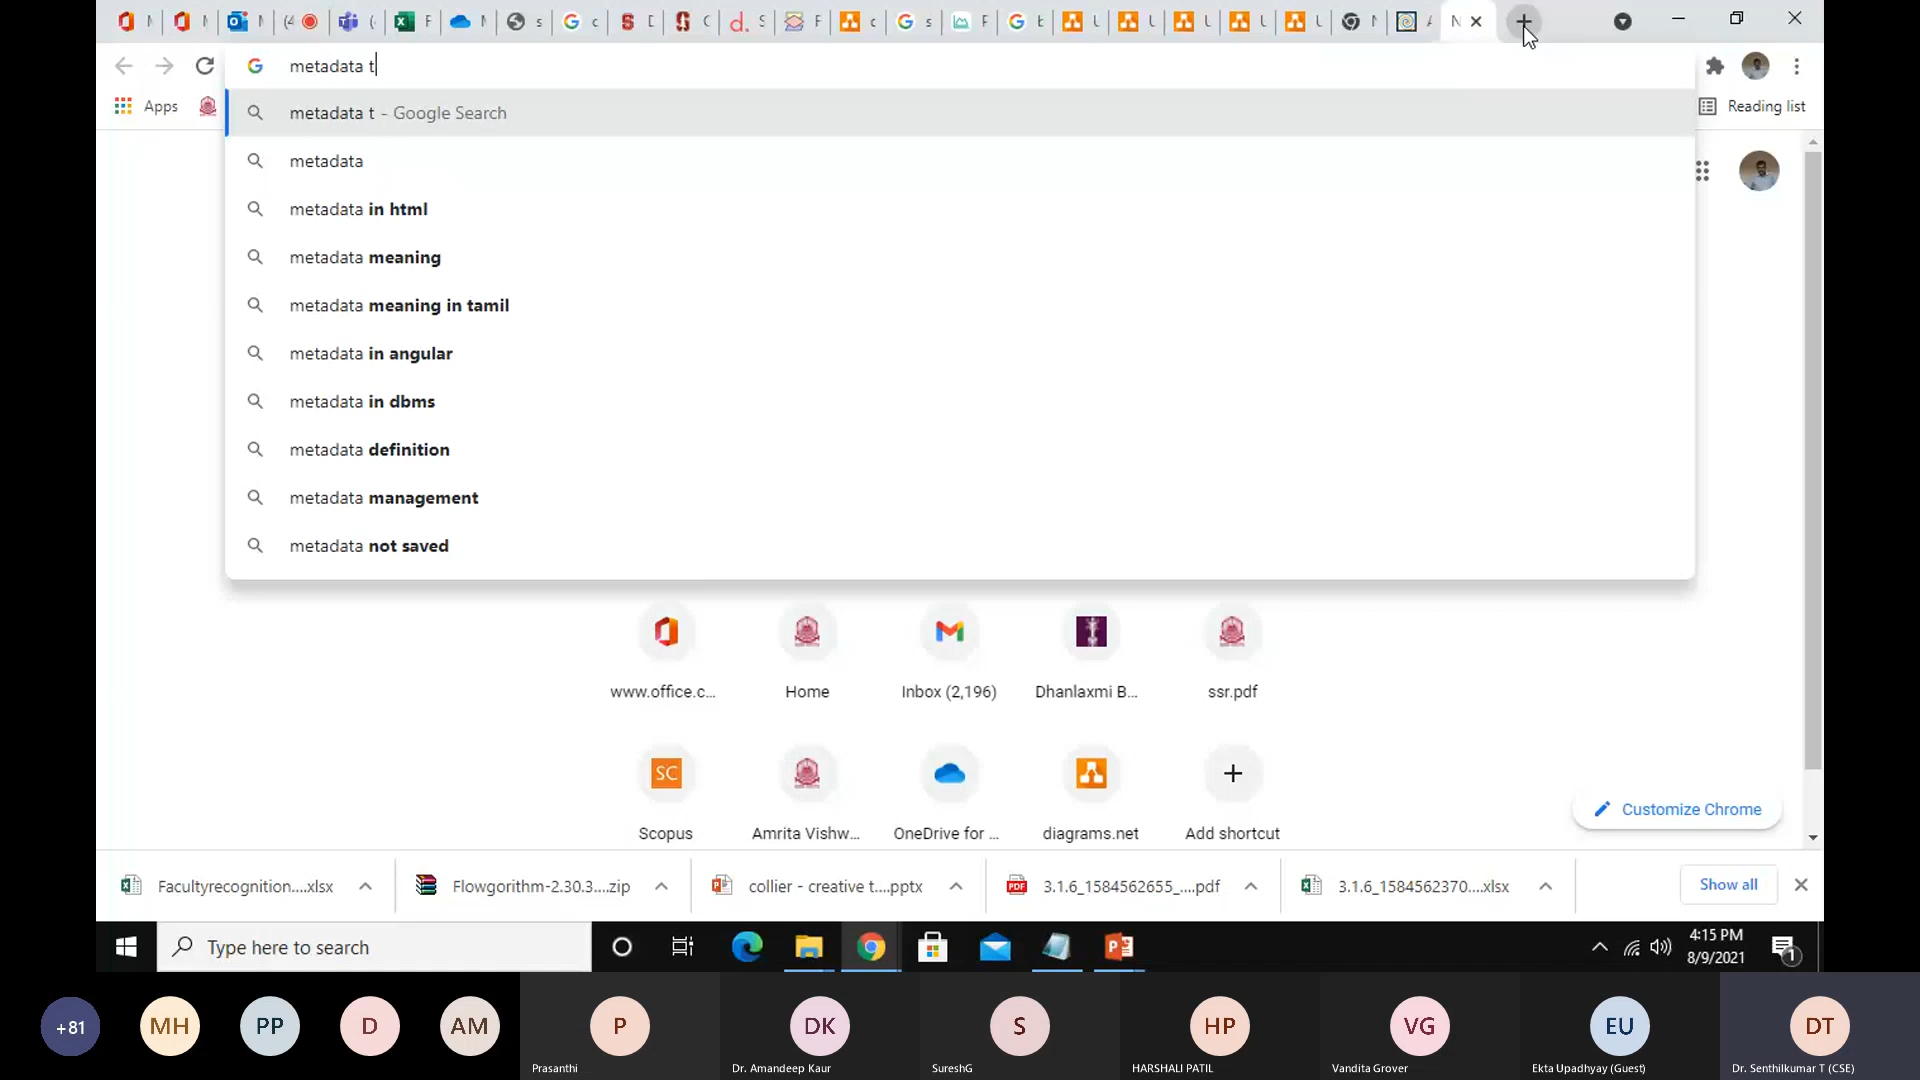 metadata t
Apps
Reading list
metadata t - Google Search
metadata
metadata in html
metadata meaning
metadata meaning in tamil
metadata in angular
metadata in dbms
metadata definition
metadata management
metadata not saved
www.office.c...
Home
Inbox (2,196)
Dhanlaxmi B...
ssr.pdf
SC
Scopus
Amrita Vishw...
OneDrive for ...
diagrams.net
Add shortcut
Customize Chrome
Facultyrecognition....xlsx
Flowgorithm-2.30.3....zip
collier - creative t....pptx
3.1.6_1584562655_....pdf
3.1.6_1584562370....xlsx
Show all
Type here to search
4:15 PM
8/9/2021
1
+81
MH
PP
D
AM
P
DK
S
HP
VG
EU
DT
Prasanthi
Dr. Amandeep Kaur
SureshG
HARSHALI PATIL
Vandita Grover
Ekta Upadhyay (Guest)
Dr. Senthilkumar T (CSE)